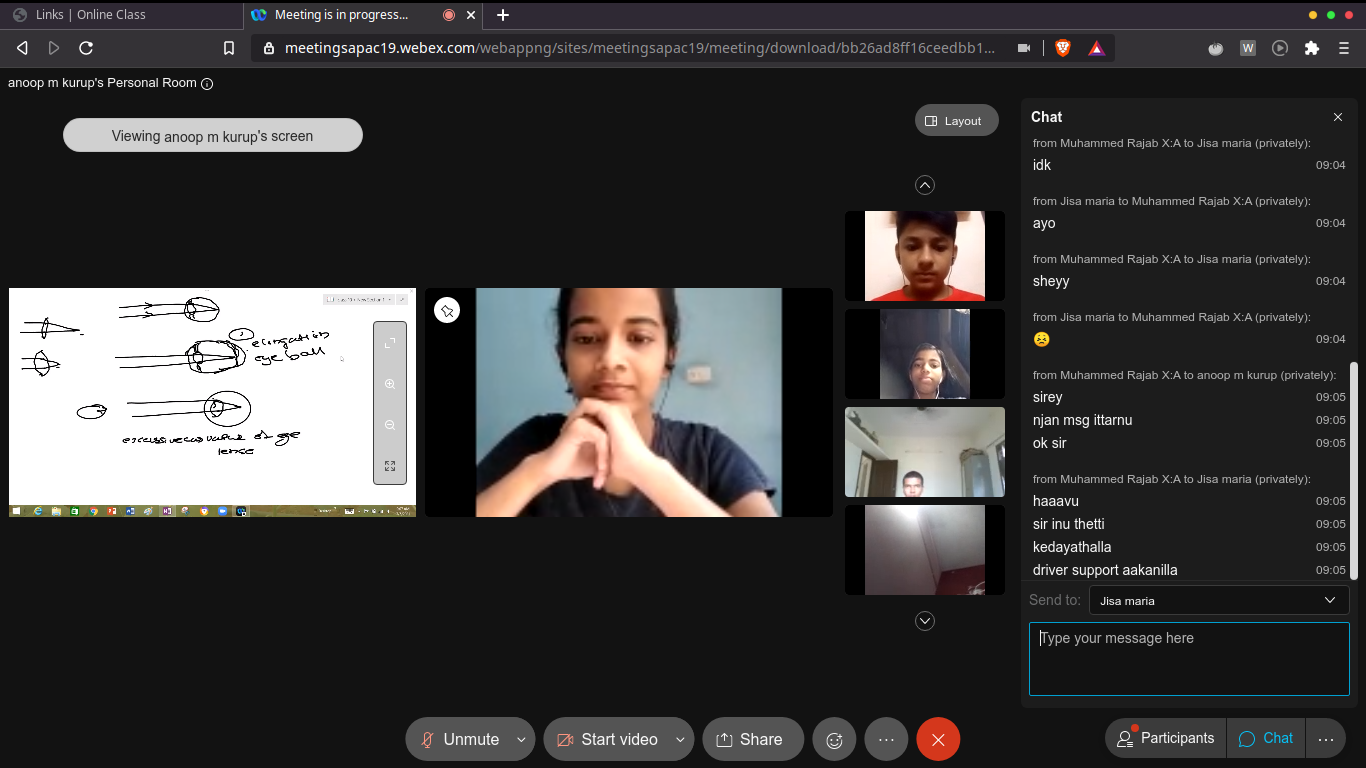 Links | Online Class
Meeting is in progress...
meetingsapac19.webex.com/webappng/sites/meetingsapac19/meeting/download/bb26ad8ff16ceedbb1...
W
anoop m kurup's Personal Room
Viewing anoop m kurup's screen
Layout
1
elongation
eye ball
of eye
lense
Chat
from Muhammed Rajab X:A to Jisa maria (privately):
idk 09:04
from Jisa maria to Muhammed Rajab X:A (privately):
ayo 09:04
from Muhammed Rajab X:A to Jisa maria (privately):
sheyy 09:04
from Jisa maria to Muhammed Rajab X:A (privately):
😣 09:04
from Muhammed Rajab X:A to anoop m kurup (privately):
sirey 09:05
njan msg ittarnu 09:05
ok sir 09:05
from Muhammed Rajab X:A to Jisa maria (privately):
haaavu 09:05
sir inu thetti 09:05
kedayathalla 09:05
driver support aakanilla 09:05
Send to: Jisa maria
Type your message here
Unmute
Start video
Share
Participants
Chat